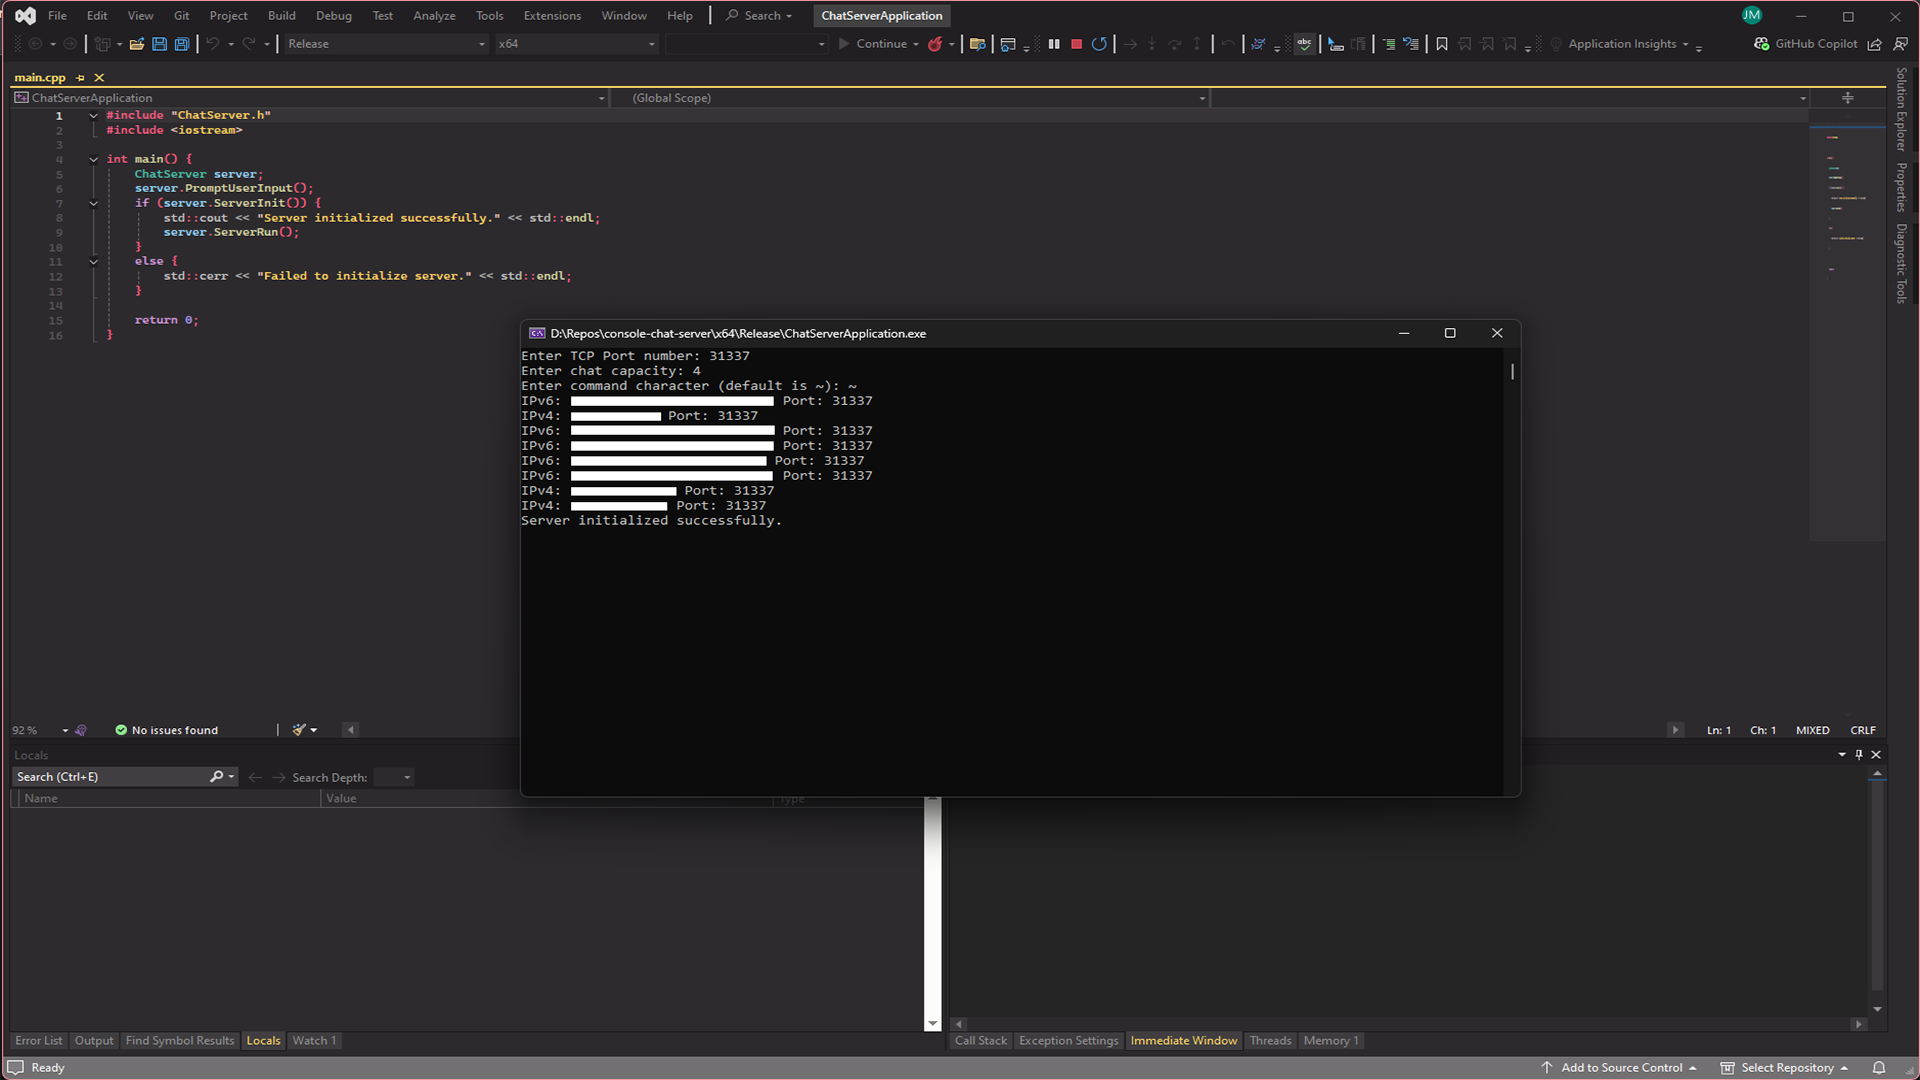 File Edit View Git Project Build Debug Test Analyze Tools Extensions Window Help Search ChatServerApplication JM
Release x64 Continue abc Application Insights GitHub Copilot
main.cpp
ChatServerApplication (Global Scope)
1 #include "ChatServer.h"
2 #include <iostream>
3
4 int main() {
5 ChatServer server;
6 server.PromptUserInput();
7 if (server.ServerInit()) {
8 std::cout << "Server initialized successfully." << std::endl;
9 server.ServerRun();
10 }
11 else {
12 std::cerr << "Failed to initialize server." << std::endl;
13 }
14
15 return 0;
16 }
Solution Explorer
Properties
Diagnostic Tools
D:\Repos\console-chat-server\x64\Release\ChatServerApplication.exe
Enter TCP Port number: 31337
Enter chat capacity: 4
Enter command character (default is ~): ~
IPv6: Port: 31337
IPv4: Port: 31337
IPv6: Port: 31337
IPv6: Port: 31337
IPv6: Port: 31337
IPv6: Port: 31337
IPv4: Port: 31337
IPv4: Port: 31337
Server initialized successfully.
92 % No issues found Ln: 1 Ch: 1 MIXED CRLF
Locals
Search (Ctrl+E) Search Depth:
Name Value Type
Error List Output Find Symbol Results Locals Watch 1 Call Stack Exception Settings Immediate Window Threads Memory 1
Ready Add to Source Control Select Repository